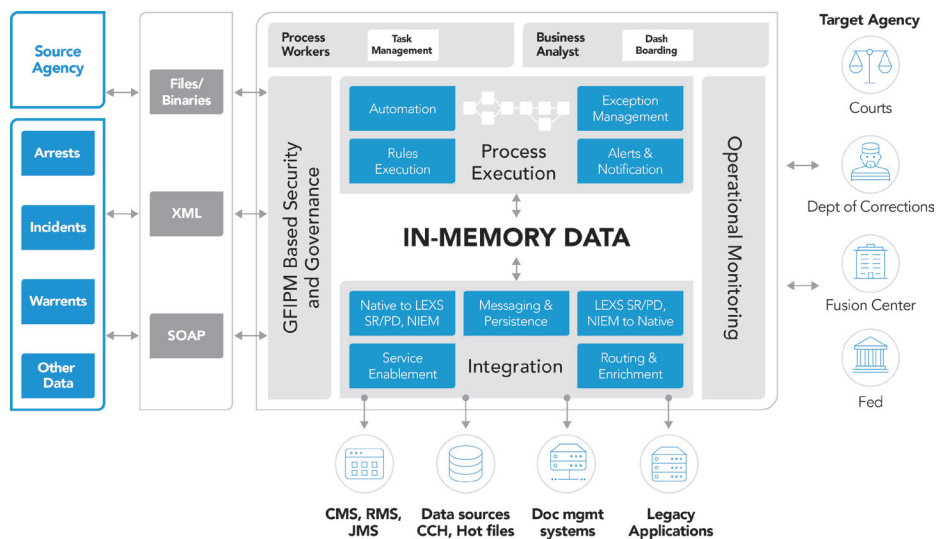 Source
Agency
Arrests
Incidents
Warrents
Other
Data
Files/
Binaries
XML
SOAP
Process
Workers
Task
Management
Business
Analyst
Dash
Boarding
GFIPM Based Security
and Governance
Automation
Rules
Execution
Process
Execution
Exception
Management
Alerts &
Notification
IN-MEMORY DATA
Native to LEXS
SR/PD, NIEM
Messaging &
Persistence
LEXS SR/PD,
NIEM to Native
Service
Enablement
Integration
Routing &
Enrichment
Operational Monitoring
Target Agency
Courts
Dept of Corrections
Fusion Center
Fed
CMS, RMS,
JMS
Data sources
CCH, Hot files
Doc mgmt
systems
Legacy
Applications